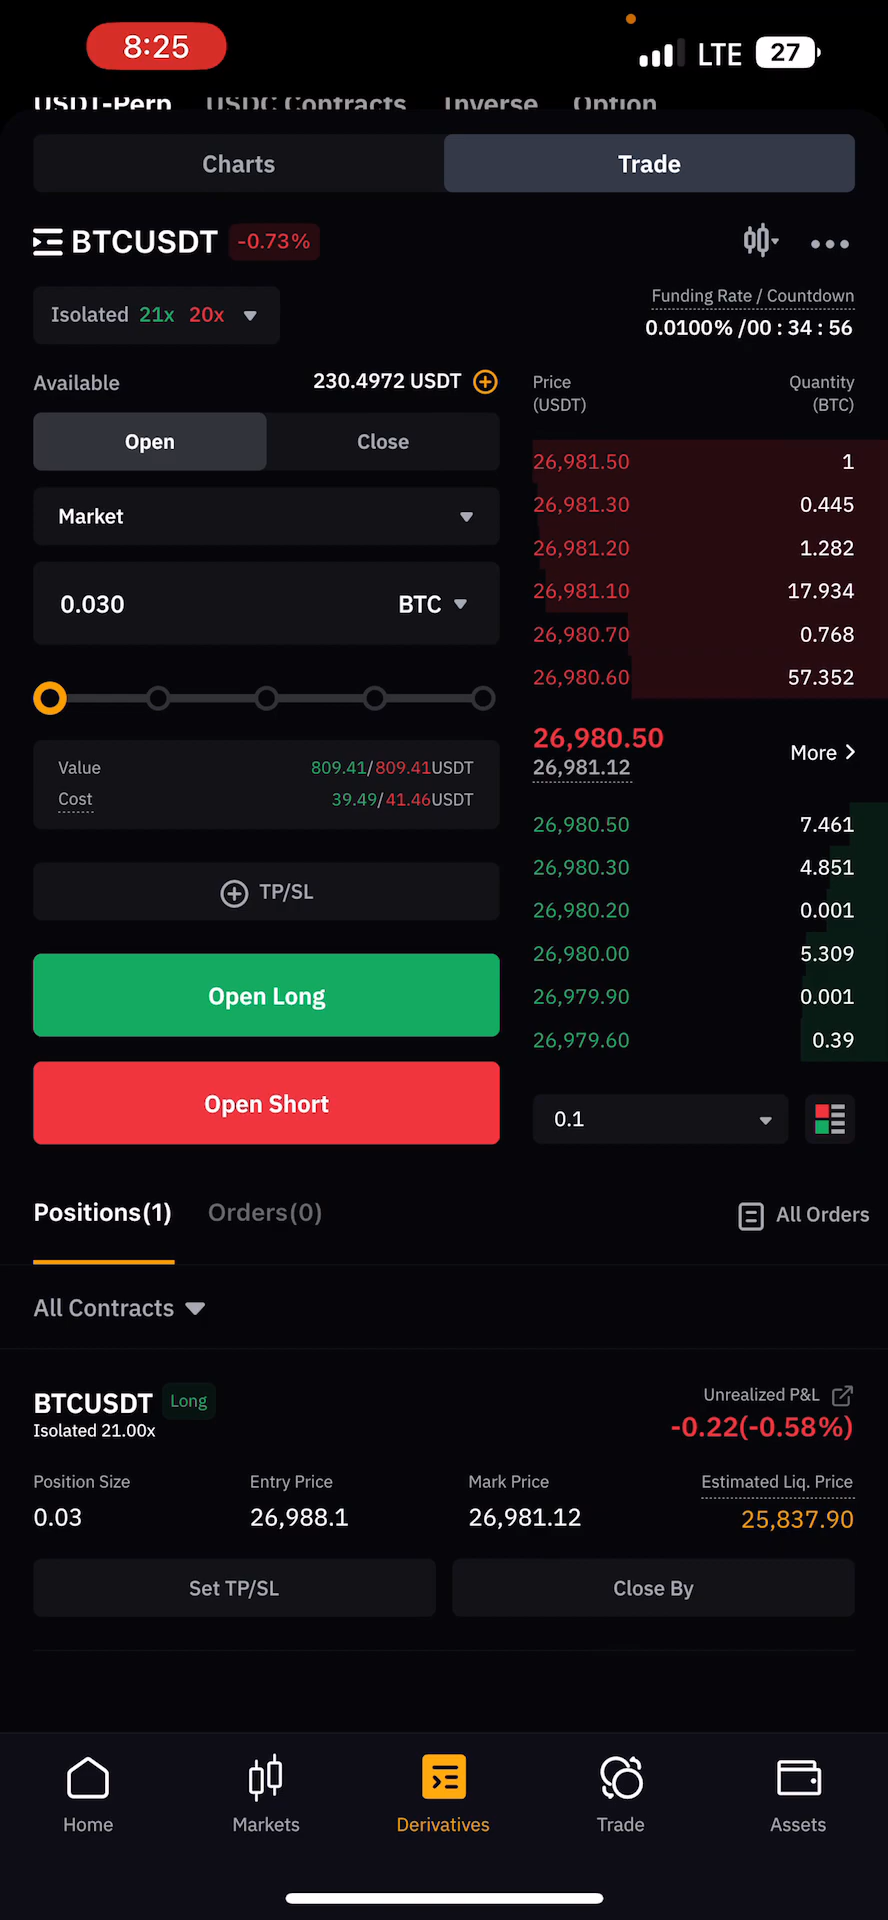 8:25
LTE 27
USDT-Perp USDC Contracts Inverse Option
Charts Trade
BTCUSDT -0.73%
Isolated 21x 20x
Funding Rate / Countdown
0.0100% /00 : 34 : 56
Available 230.4972 USDT
Open Close
Market
0.030 BTC
Value 809.41/809.41USDT
Cost 39.49/41.46USDT
TP/SL
Open Long
Open Short
Price Quantity
(USDT) (BTC)
26,981.50 1
26,981.30 0.445
26,981.20 1.282
26,981.10 17.934
26,980.70 0.768
26,980.60 57.352
26,980.50
26,981.12
More
26,980.50 7.461
26,980.30 4.851
26,980.20 0.001
26,980.00 5.309
26,979.90 0.001
26,979.60 0.39
0.1
Positions(1) Orders(0) All Orders
All Contracts
BTCUSDT Long
Isolated 21.00x
Unrealized P&L
-0.22(-0.58%)
Position Size Entry Price Mark Price Estimated Liq. Price
0.03 26,988.1 26,981.12 25,837.90
Set TP/SL Close By
Home Markets Derivatives Trade Assets